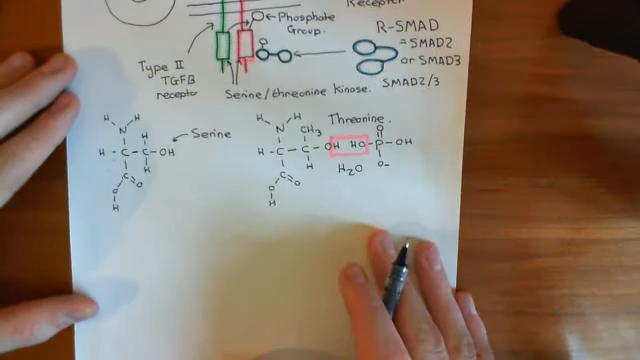 Receptor
Phosphate
Group.
R-SMAD
= SMAD2
or SMAD3
SMAD2/3
Type II
TGFB
receptor
Serine/threonine kinase.
Serine
Threonine.
H H
N H
H - C - C - OH
H
C O
O
H
H H
N CH3
H - C - C - OH HO - P - OH
O
H O-
C O H2O
O
H